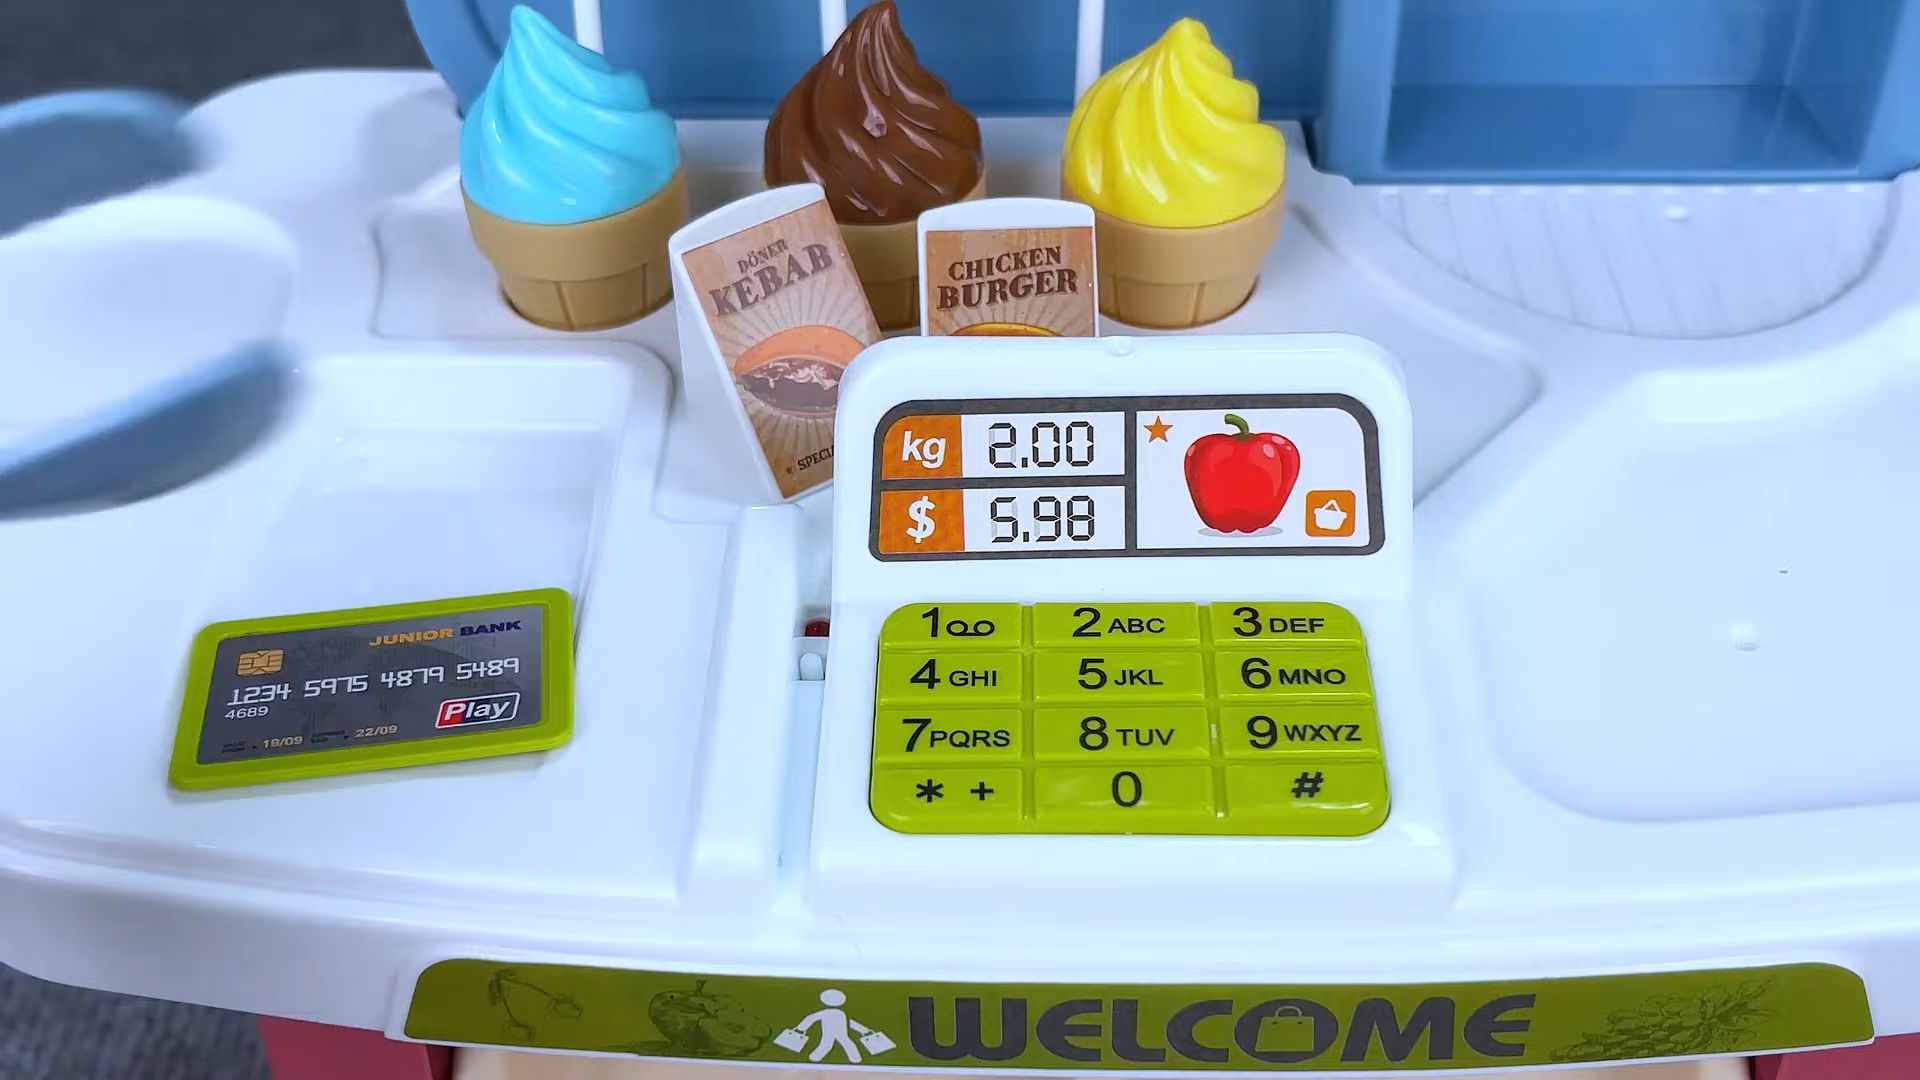 DÖNER
KEBAB
SPECIA
CHICKEN
BURGER
kg 2.00
$ 5.98
JUNIOR BANK
1234 5975 4879 5489
4689
Play
19/09 22/09
1 2 ABC 3 DEF
4 GHI 5 JKL 6 MNO
7 PQRS 8 TUV 9 WXYZ
* + 0 #
WELCOME